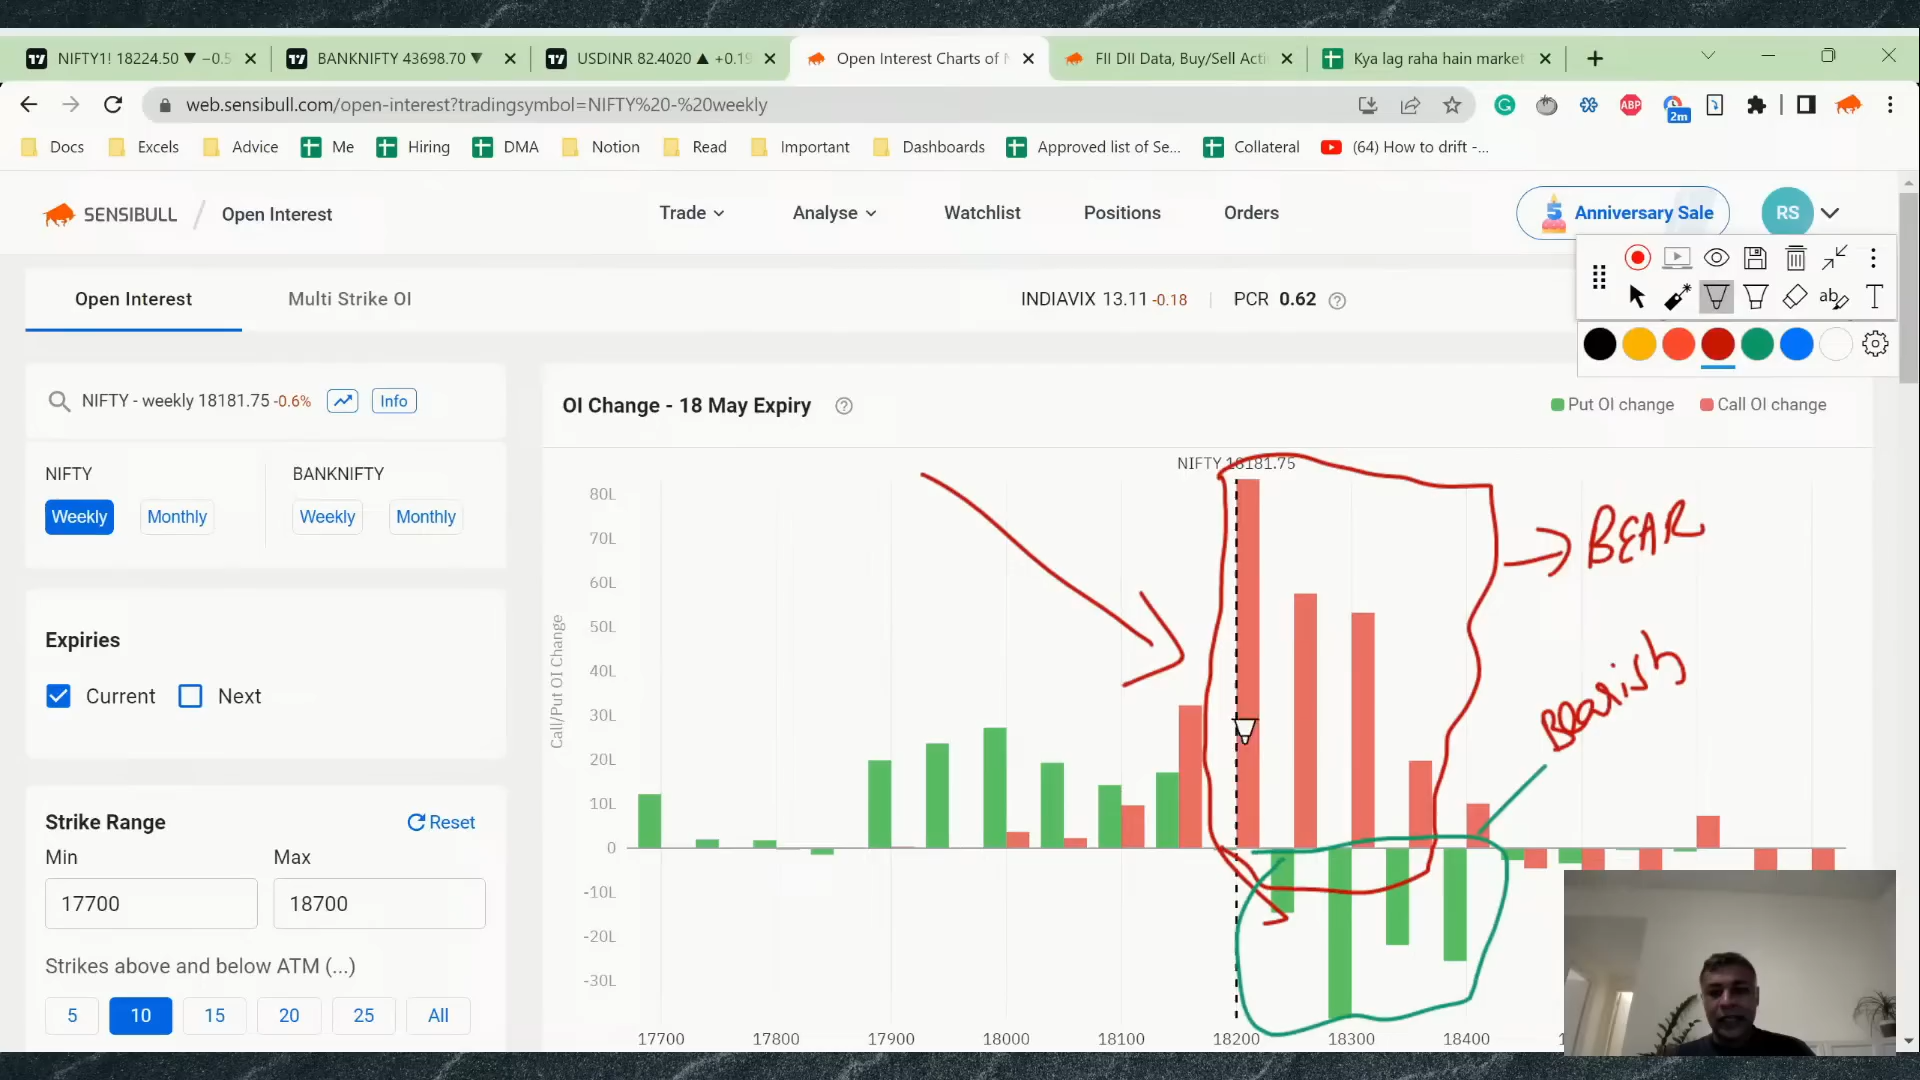 NIFTY1! 18224.50 ▼ −0.5
BANKNIFTY 43698.70 ▼
USDINR 82.4020 ▲ +0.19
Open Interest Charts of N
FII DII Data, Buy/Sell Acti
Kya lag raha hain market
web.sensibull.com/open-interest?tradingsymbol=NIFTY%20-%20weekly
ABP
2m
Docs
Excels
Advice
Me
Hiring
DMA
Notion
Read
Important
Dashboards
Approved list of Se...
Collateral
(64) How to drift -...
SENSIBULL / Open Interest
Trade
Analyse
Watchlist
Positions
Orders
5
Anniversary Sale
RS
Open Interest
Multi Strike OI
INDIAVIX 13.11 -0.18
PCR 0.62
ab
T
NIFTY - weekly 18181.75 -0.6%
Info
NIFTY
BANKNIFTY
Weekly
Monthly
Weekly
Monthly
Expiries
Current
Next
Strike Range
Reset
Min
Max
17700
18700
Strikes above and below ATM (...)
5
10
15
20
25
All
OI Change - 18 May Expiry
Put OI change
Call OI change
NIFTY 18181.75
Call/Put OI Change
80L
70L
60L
50L
40L
30L
20L
10L
0
-10L
-20L
-30L
17700
17800
17900
18000
18100
18200
18300
18400
BEAR
Bearish